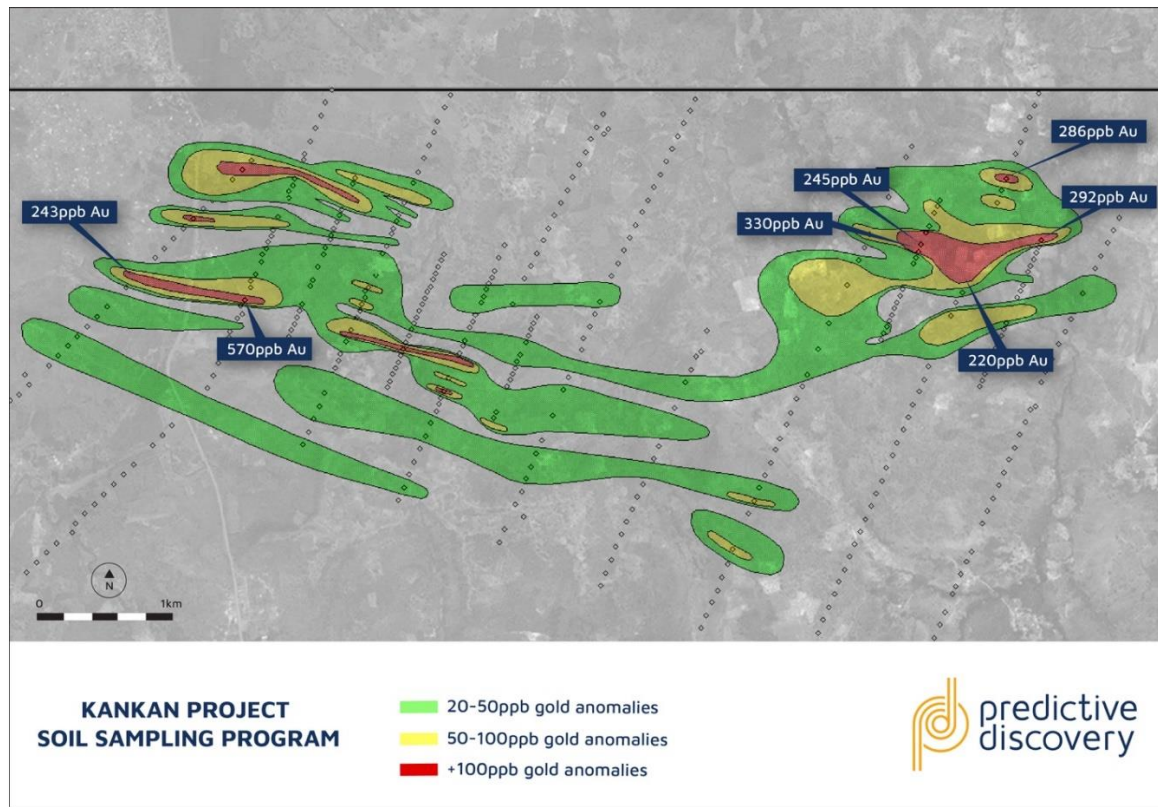 286ppb Au
245ppb Au
292ppb Au
243ppb Au
330ppb Au
570ppb Au
220ppb Au
N
0 1km
KANKAN PROJECT
SOIL SAMPLING PROGRAM
20-50ppb gold anomalies
50-100ppb gold anomalies
+100ppb gold anomalies
predictive
discovery